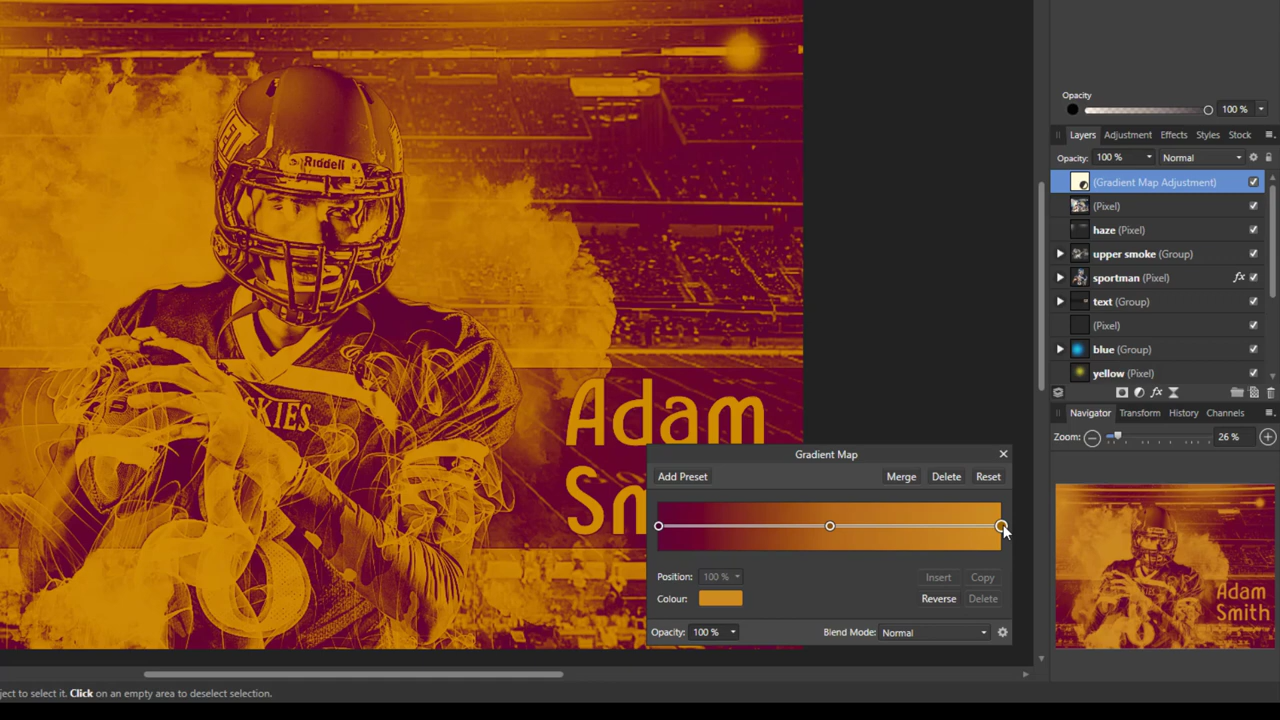 Riddell
SKIES
Adam
Opacity
100 %
Layers Adjustment Effects Styles Stock
Opacity: 100 % Normal
(Gradient Map Adjustment)
(Pixel)
haze (Pixel)
upper smoke (Group)
sportman (Pixel) fx
text (Group)
(Pixel)
blue (Group)
yellow (Pixel)
fx
Navigator Transform History Channels
Zoom: 26 %
Adam
Smith
Gradient Map
Add Preset Merge Delete Reset
Position: 100 % Insert Copy
Colour: Reverse Delete
Opacity: 100 % Blend Mode: Normal
ject to select it. Click on an empty area to deselect selection.